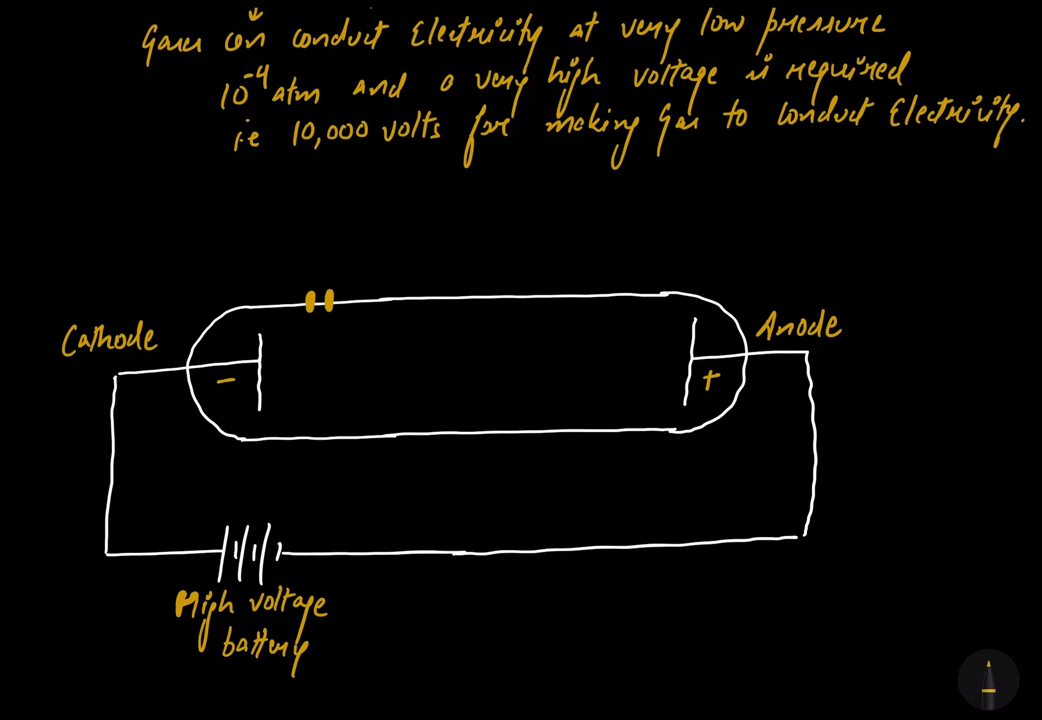 Gases can conduct Electricity at very low pressure
10⁻⁴ atm and a very high voltage is required
i.e 10,000 volts for making Gas to conduct Electricity.
Cathode
Anode
-
+
High voltage
battery